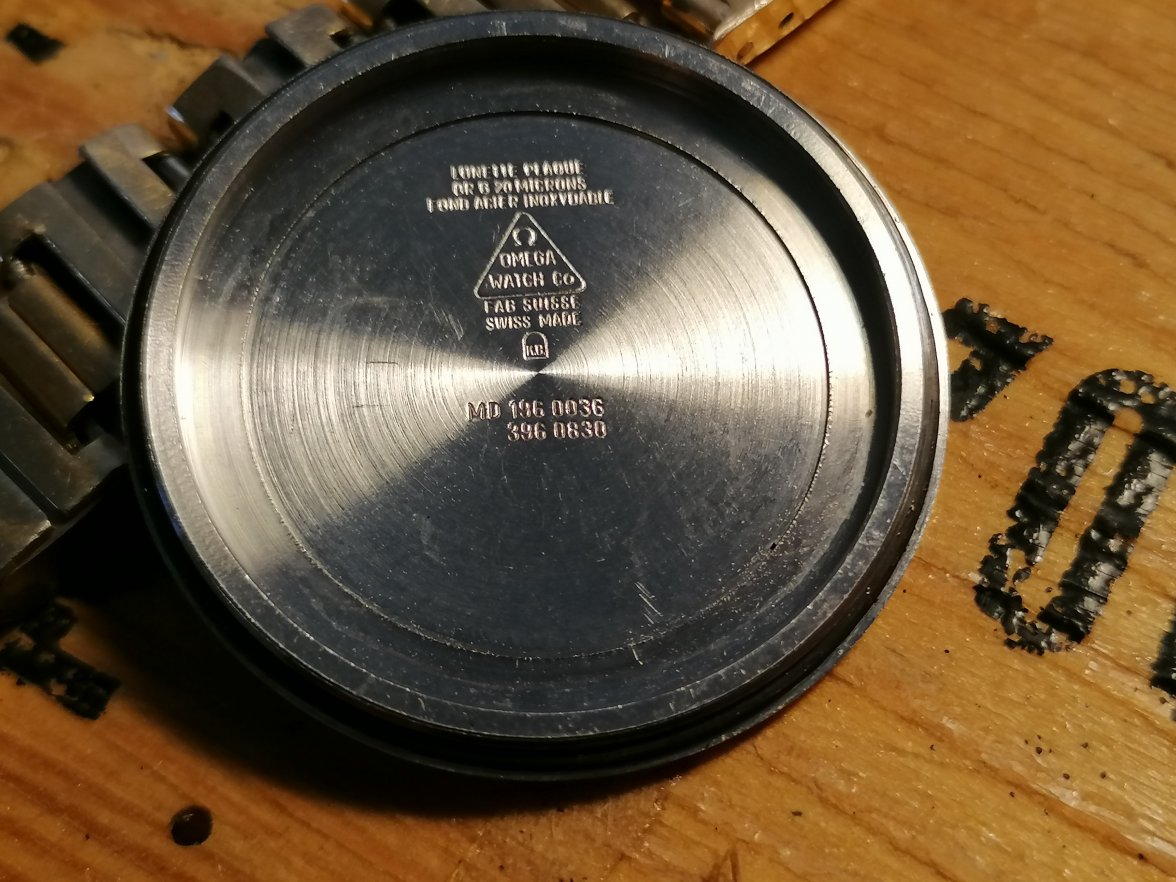 LUNETTE PLAQUE
OR G 20 MICRONS
FOND ACIER INOXYDABLE
Ω
OMEGA
WATCH Co
FAB SUISSE
SWISS MADE
K.B.
MD 196 0036
396 0830